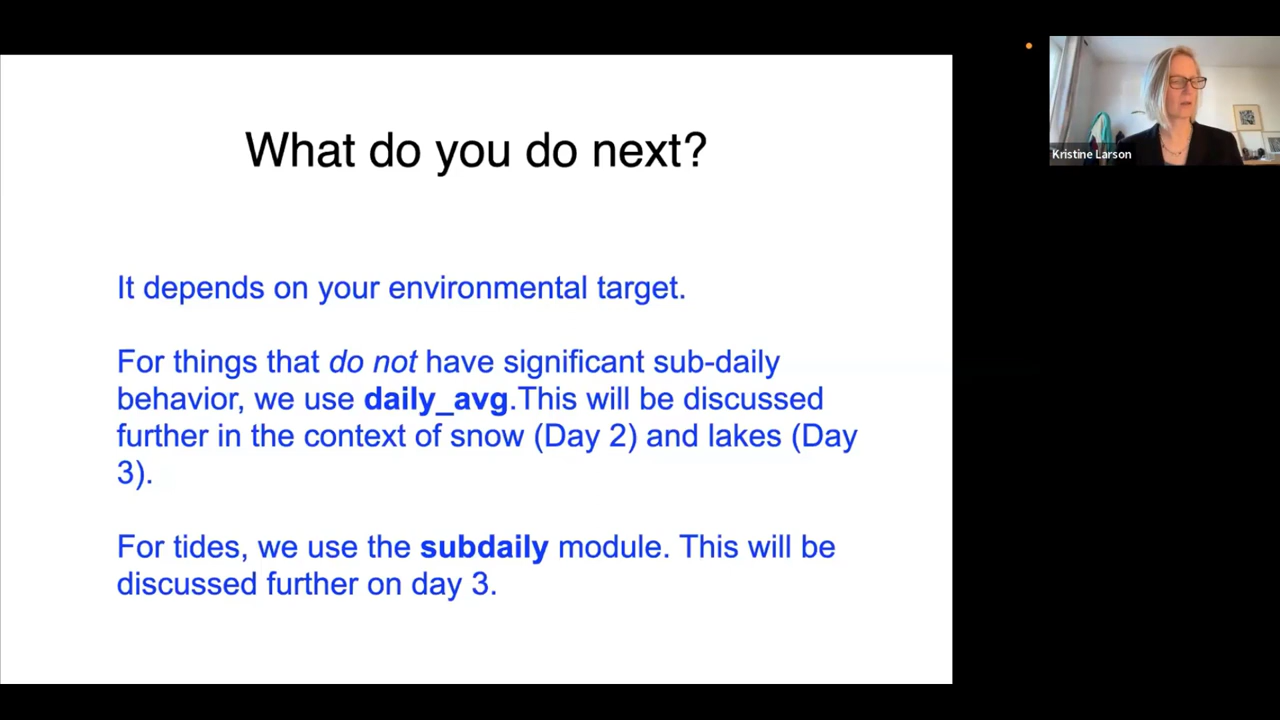 What do you do next?
Kristine Larson
It depends on your environmental target.
For things that do not have significant sub-daily
behavior, we use daily_avg.This will be discussed
further in the context of snow (Day 2) and lakes (Day
3).
For tides, we use the subdaily module. This will be
discussed further on day 3.